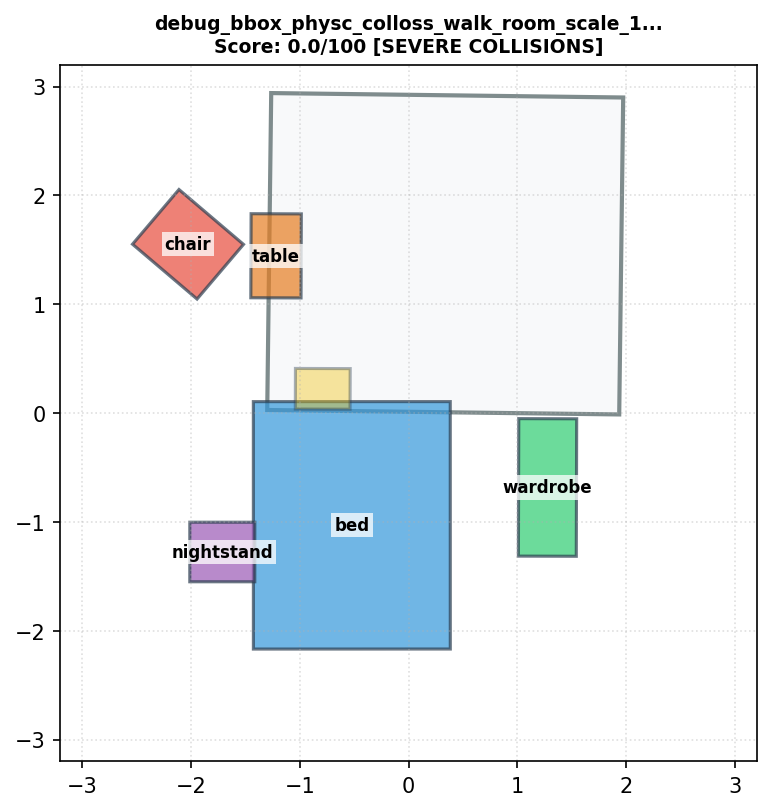 debug_bbox_physc_colloss_walk_room_scale_1...
Score: 0.0/100 [SEVERE COLLISIONS]
3
2
1
0
−1
−2
−3
chair
table
bed
wardrobe
nightstand
−3
−2
−1
0
1
2
3